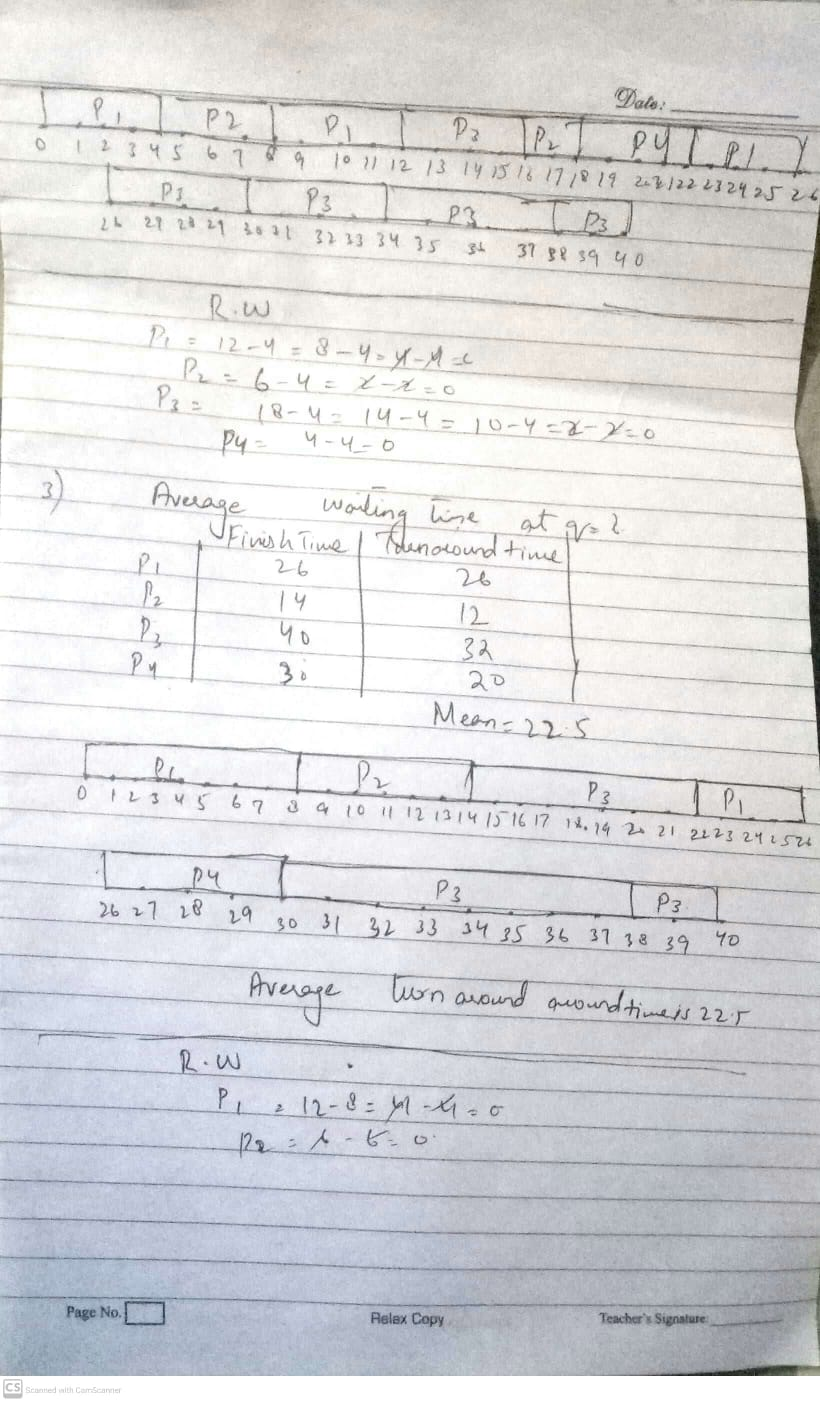 Date:
P1 P2 P1 P3 P2 P4 P1
0 1 2 3 4 5 6 7 8 9 10 11 12 13 14 15 16 17 18 19 20 21 22 23 24 25 26
P3 P3 P3 P3
26 27 28 29 30 31 32 33 34 35 36 37 38 39 40
R.W
P1 = 12-4 = 8-4 = 4-4 =
P2 = 6-4 = 2-2=0
P3 = 18-4= 14-4 = 10-4 =2-2=0
P4= 4-4=0
3) Average waiting time at q=
Finish Time Turnaround time
P1 26 26
P2 14 12
P3 40 32
P4 30 20
Mean = 22.5
P1 P2 P3 P1
0 1 2 3 4 5 6 7 8 9 10 11 12 13 14 15 16 17 18 19 20 21 22 23 24 25 26
P4 P3 P3
26 27 28 29 30 31 32 33 34 35 36 37 38 39 40
Average turn around around time is 22.5
R.W
P1 = 12-8= 4-4=0
P2 = 6-6=0
Page No. Relax Copy Teacher's Signature:
CS Scanned with CamScanner